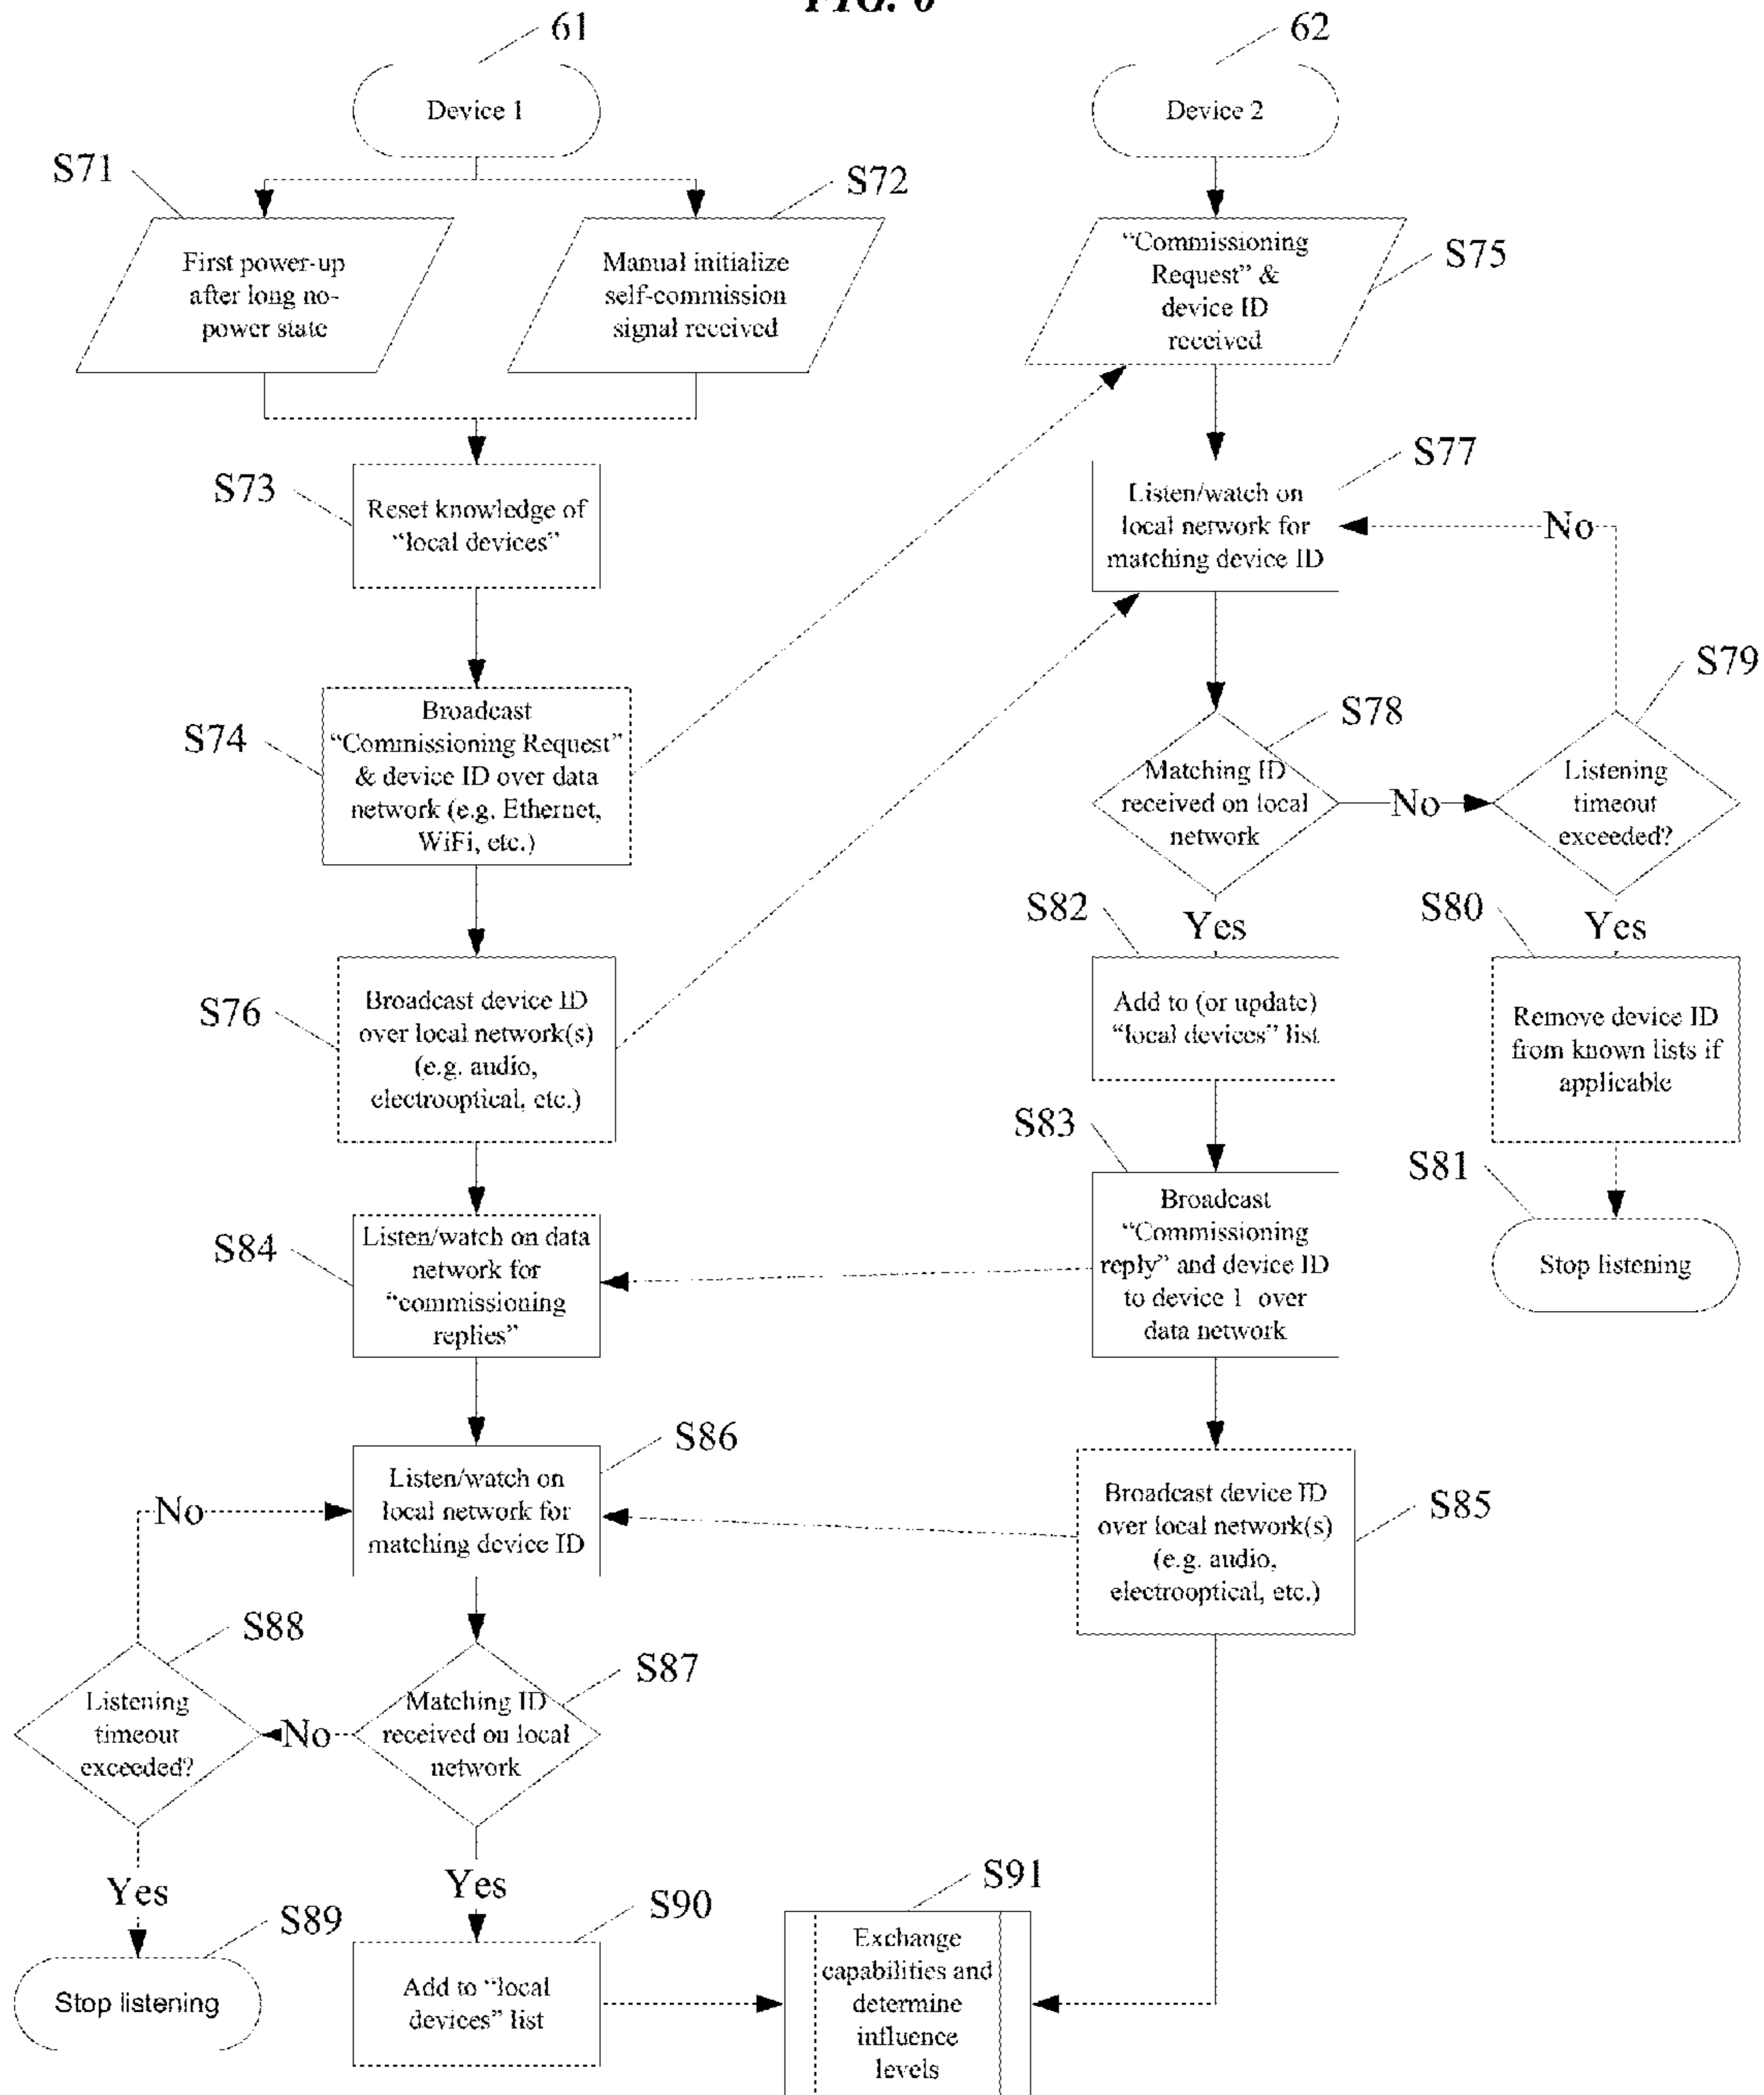 FIG. 6
61
62
Device 1
Device 2
S71
S72
First power-up
after long no-
power state
Manual initialize
self-commission
signal received
"Commissioning
Request" &
device ID
received
S75
S73
Reset knowledge of
"local devices"
S77
Listen/watch on
local network for
matching device ID
No
S74
Broadcast
"Commissioning Request"
& device ID over data
network (e.g. Ethernet,
WiFi, etc.)
S78
Matching ID
received on local
network
No
S79
Listening
timeout
exceeded?
S76
Broadcast device ID
over local network(s)
(e.g. audio,
electrooptical, etc.)
S82
Yes
Add to (or update)
"local devices" list
S80
Yes
Remove device ID
from known lists if
applicable
S83
Broadcast
"Commissioning
reply" and device ID
to device 1 over
data network
S81
Stop listening
S84
Listen/watch on data
network for
"commissioning
replies"
S86
Listen/watch on
local network for
matching device ID
No
Broadcast device ID
over local network(s)
(e.g. audio,
electrooptical, etc.)
S85
S88
Listening
timeout
exceeded?
No
S87
Matching ID
received on local
network
Yes
S89
Stop listening
Yes
S90
Add to "local
devices" list
S91
Exchange
capabilities and
determine
influence
levels